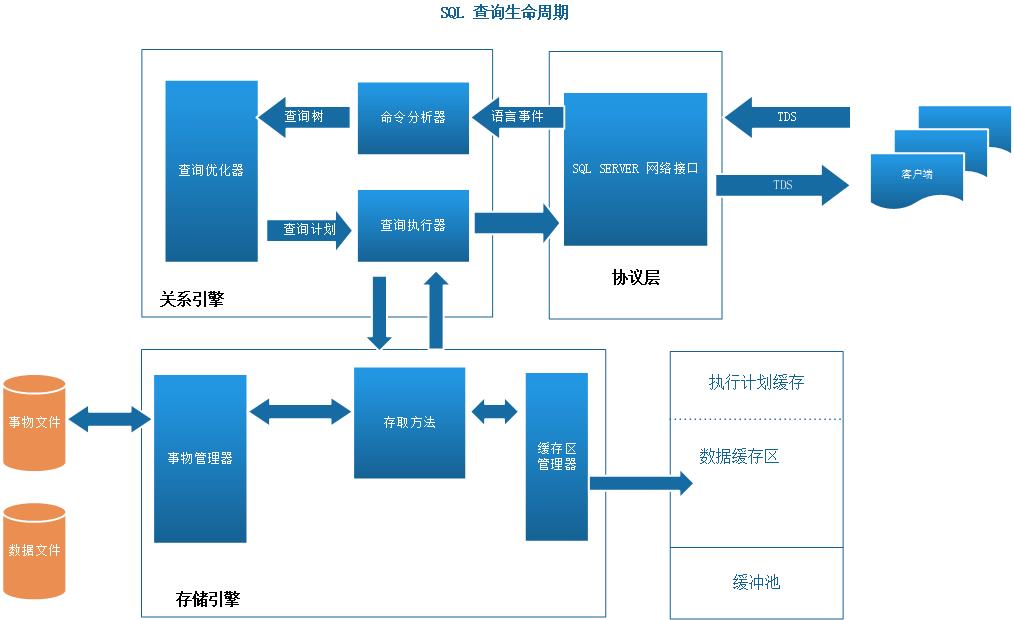 SQL 查询生命周期
查询树
命令分析器
语言事件
TDS
查询优化器
SQL SERVER 网络接口
客户端
TDS
查询计划
查询执行器
协议层
关系引擎
执行计划缓存
事物文件
存取方法
数据缓存区
事物管理器
缓存区
管理器
数据文件
缓冲池
存储引擎